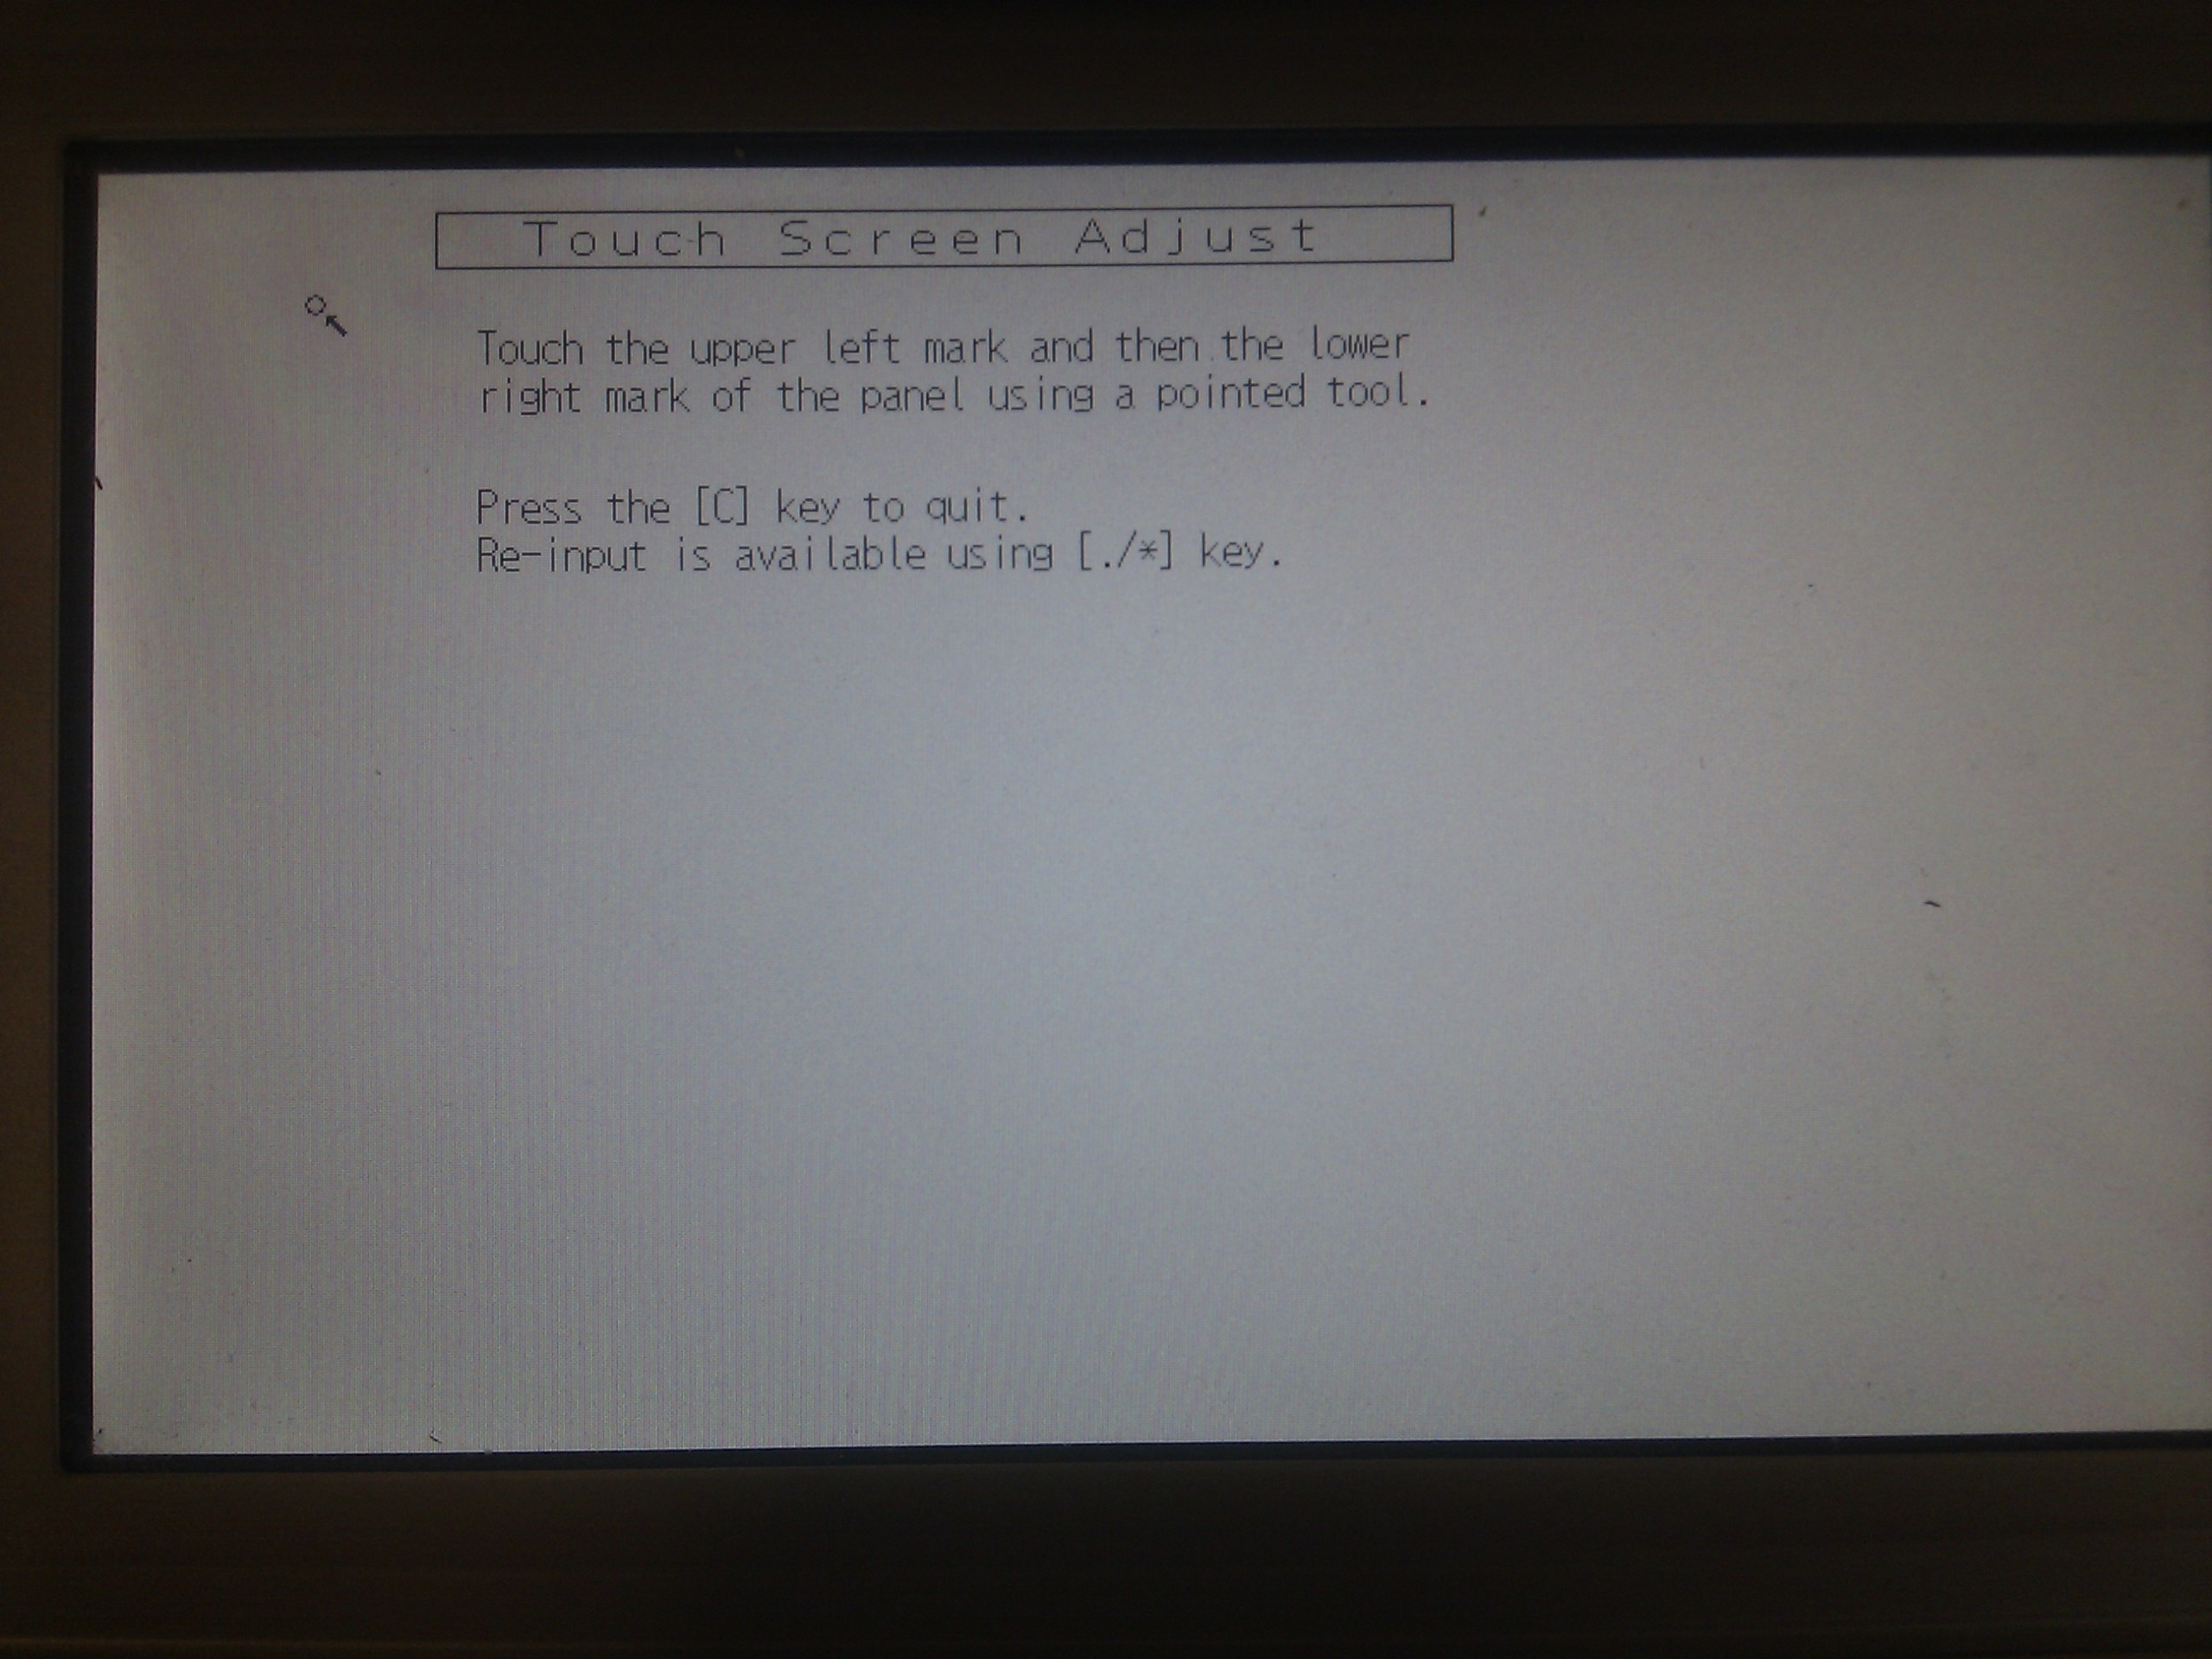 Touch Screen Adjust
Touch the upper left mark and then the lower
right mark of the panel using a pointed tool.
Press the [C] key to quit.
Re-input is available using [./*] key.